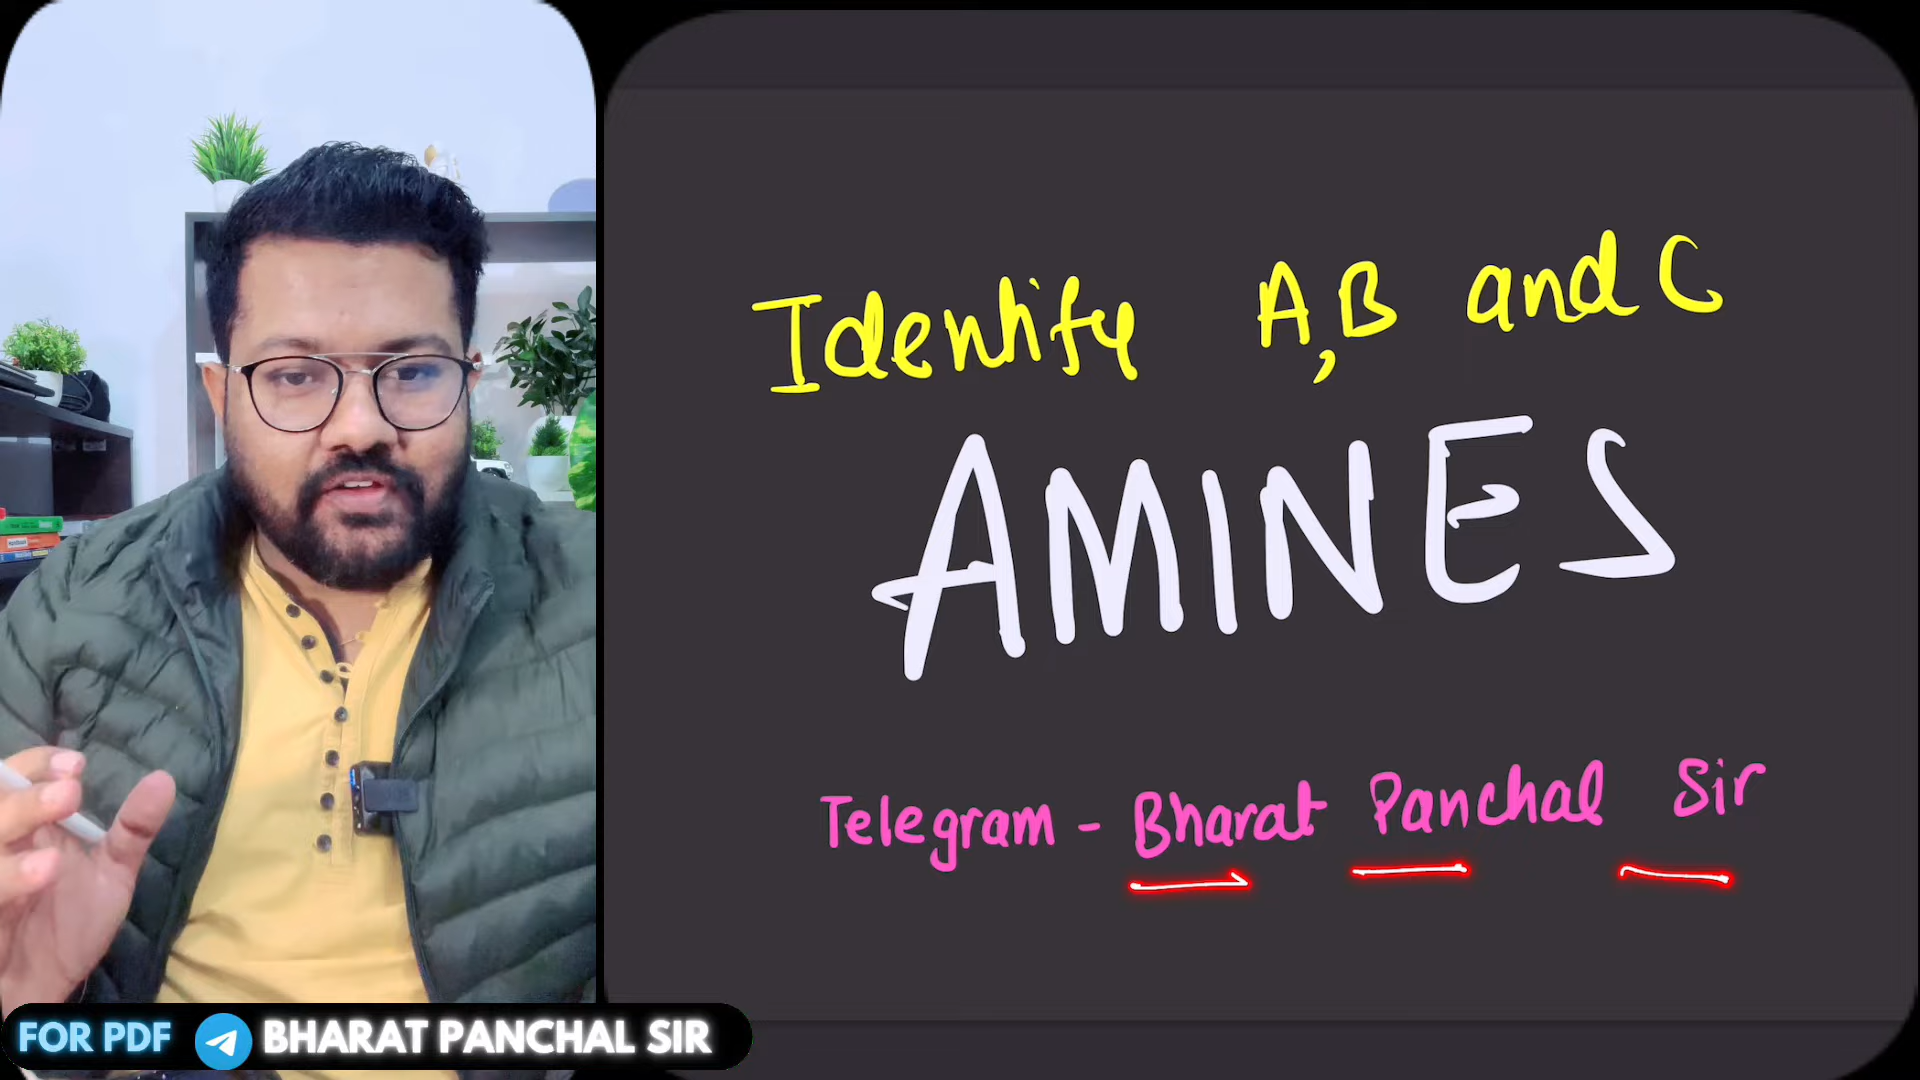 Identify A, B and C
AMINES
Telegram - Bharat Panchal Sir
FOR PDF BHARAT PANCHAL SIR